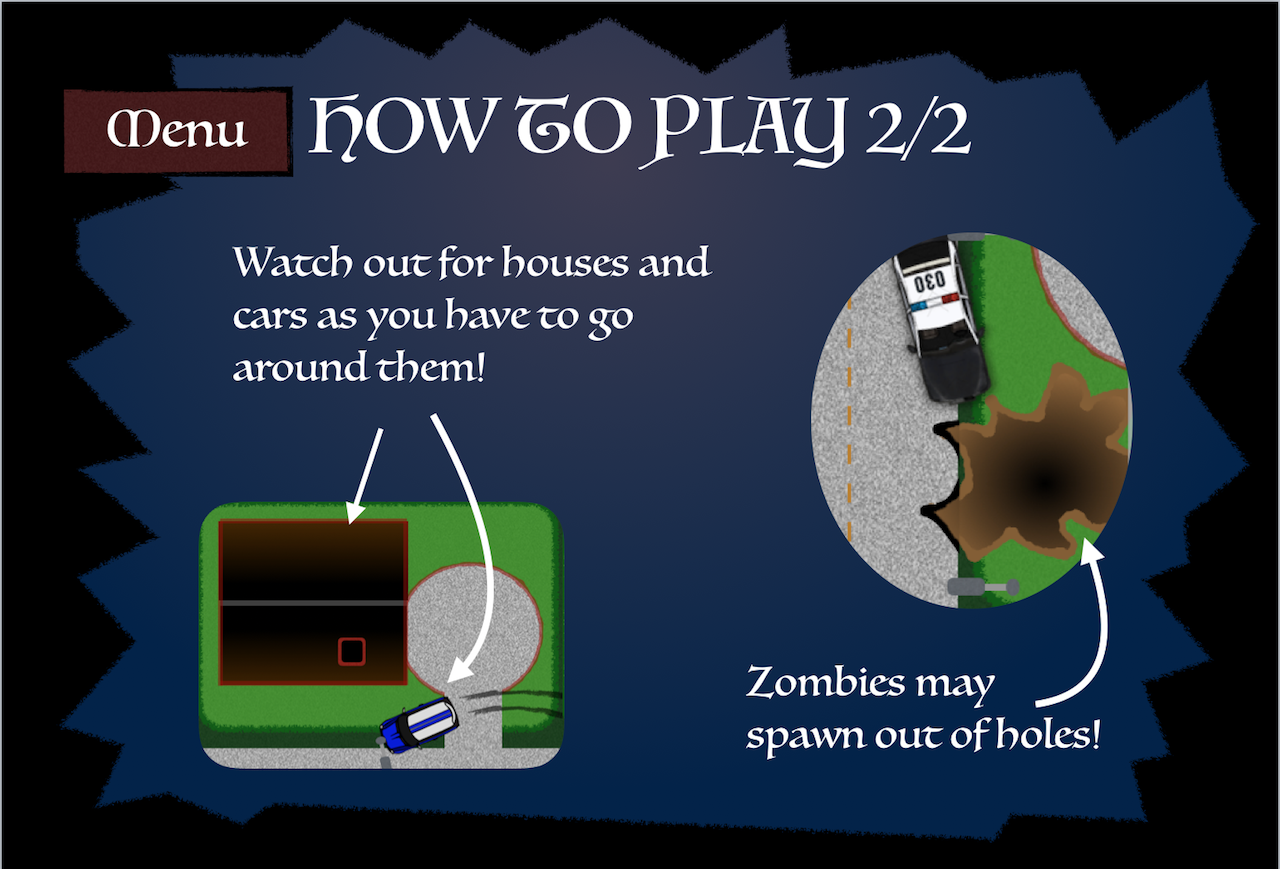 Menu
HOW TO PLAY 2/2
Watch out for houses and
cars as you have to go
around them!
030
Zombies may
spawn out of holes!